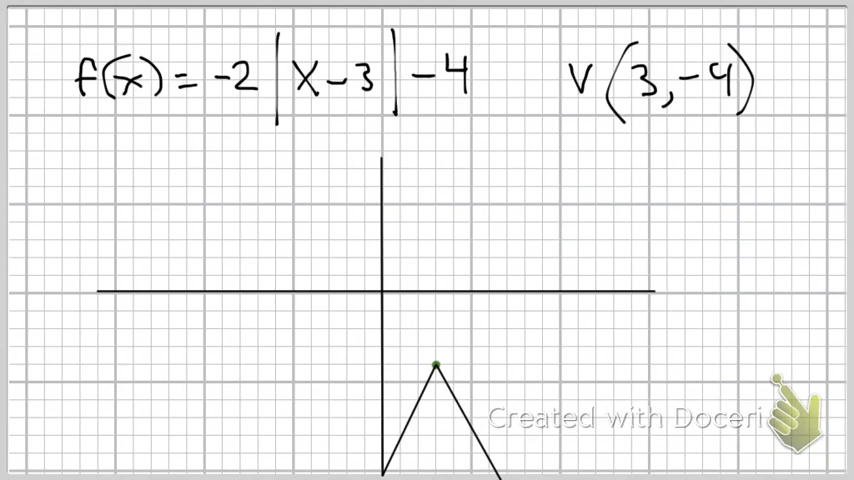 f(x) = -2 | x - 3 | - 4 V (3, -4)
Created with Doceri